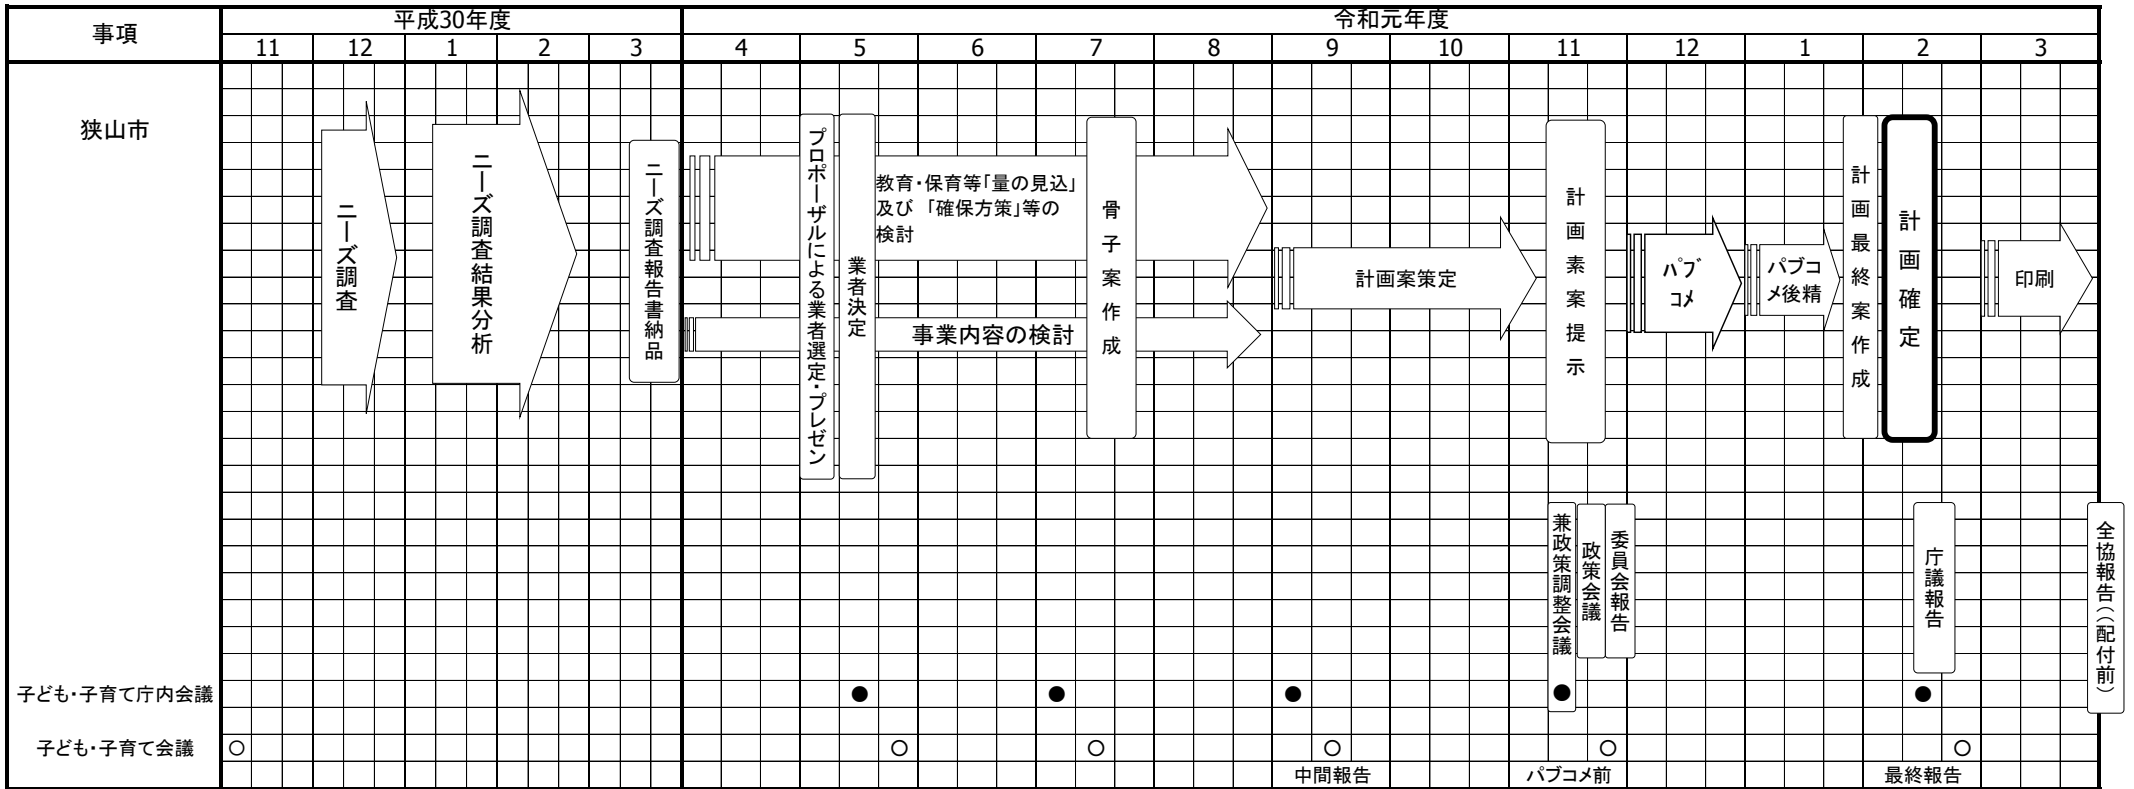 事項
平成30年度
令和元年度
11 12 1 2 3 4 5 6 7 8 9 10 11 12 1 2 3
狭山市
ニーズ調査
ニーズ調査結果分析
ニーズ調査報告書納品
プロポーザルによる業者選定・プレゼン
業者決定
教育・保育等「量の見込」
及び 「確保方策」等の
検討
事業内容の検討
骨子案作成
計画案策定
計画素案提示
パブ
コメ
パブコ
メ後精
計画最終案作成
計画確定
印刷
兼政策調整会議
政策会議
委員会報告
庁議報告
全協報告(配付前)
子ども・子育て庁内会議 ● ● ● ● ●
子ども・子育て会議 ○ ○ ○ ○ ○ ○
中間報告
パブコメ前
最終報告